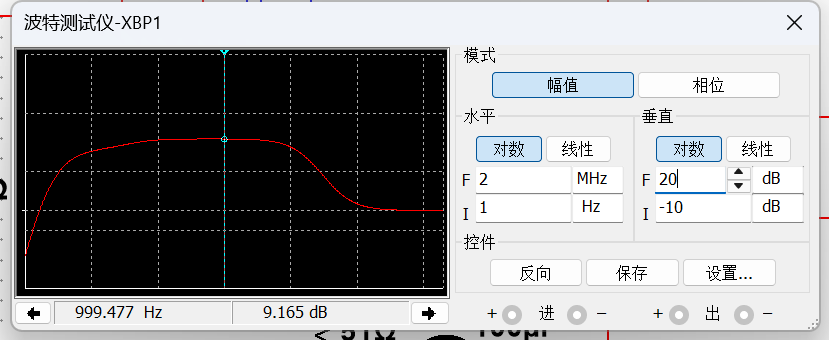 波特测试仪-XBP1
模式
幅值 相位
水平 垂直
对数 线性 对数 线性
F 2 MHz F 20 dB
I 1 Hz I -10 dB
控件
反向 保存 设置...
999.477 Hz 9.165 dB
+ 进 - + 出 -